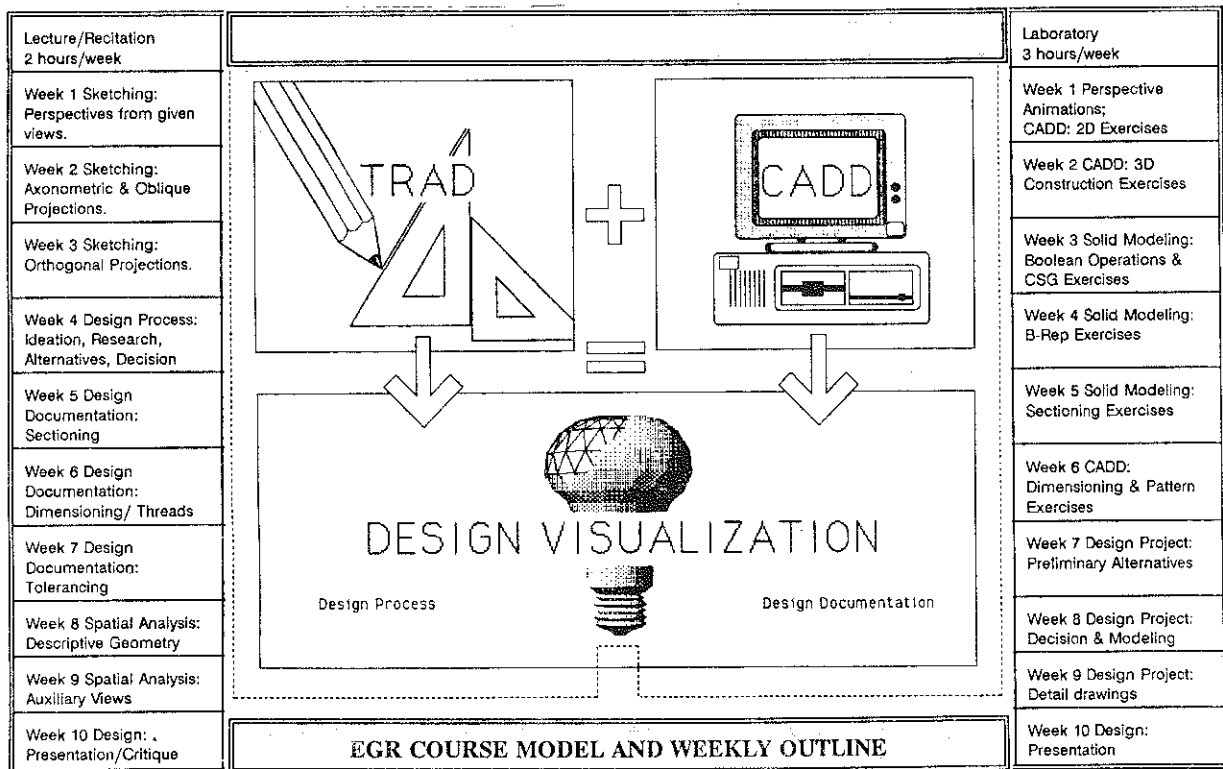 Lecture/Recitation
2 hours/week
Week 1 Sketching:
Perspectives from given
views.
Week 2 Sketching:
Axonometric & Oblique
Projections.
Week 3 Sketching:
Orthogonal Projections.
Week 4 Design Process:
Ideation, Research,
Alternatives, Decision
Week 5 Design
Documentation:
Sectioning
Week 6 Design
Documentation:
Dimensioning/ Threads
Week 7 Design
Documentation:
Tolerancing
Week 8 Spatial Analysis:
Descriptive Geometry
Week 9 Spatial Analysis:
Auxiliary Views
Week 10 Design:
Presentation/Critique
TRAD
+
CADD
=
DESIGN VISUALIZATION
Design Process
Design Documentation
EGR COURSE MODEL AND WEEKLY OUTLINE
Laboratory
3 hours/week
Week 1 Perspective
Animations;
CADD: 2D Exercises
Week 2 CADD: 3D
Construction Exercises
Week 3 Solid Modeling:
Boolean Operations &
CSG Exercises
Week 4 Solid Modeling:
B-Rep Exercises
Week 5 Solid Modeling:
Sectioning Exercises
Week 6 CADD:
Dimensioning & Pattern
Exercises
Week 7 Design Project:
Preliminary Alternatives
Week 8 Design Project:
Decision & Modeling
Week 9 Design Project:
Detail drawings
Week 10 Design:
Presentation